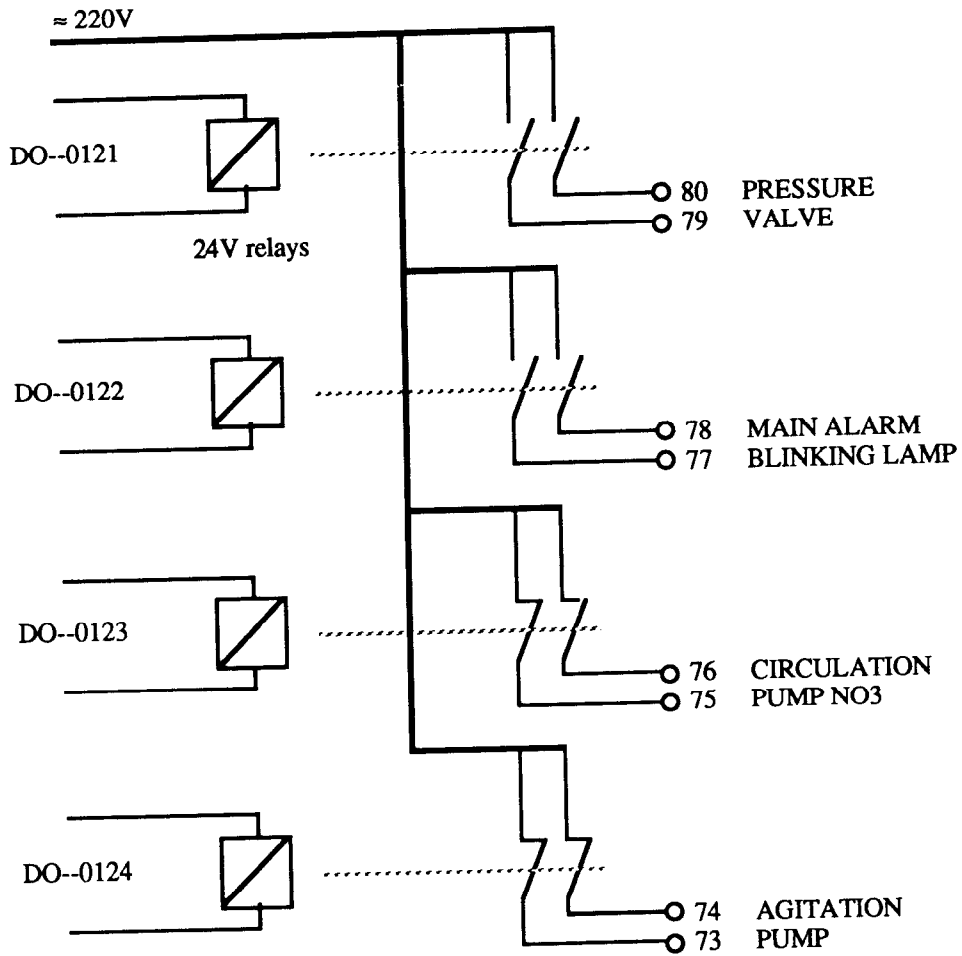 ≈ 220V
DO--0121
80 PRESSURE
79 VALVE
24V relays
DO--0122
78 MAIN ALARM
77 BLINKING LAMP
DO--0123
76 CIRCULATION
75 PUMP NO3
DO--0124
74 AGITATION
73 PUMP